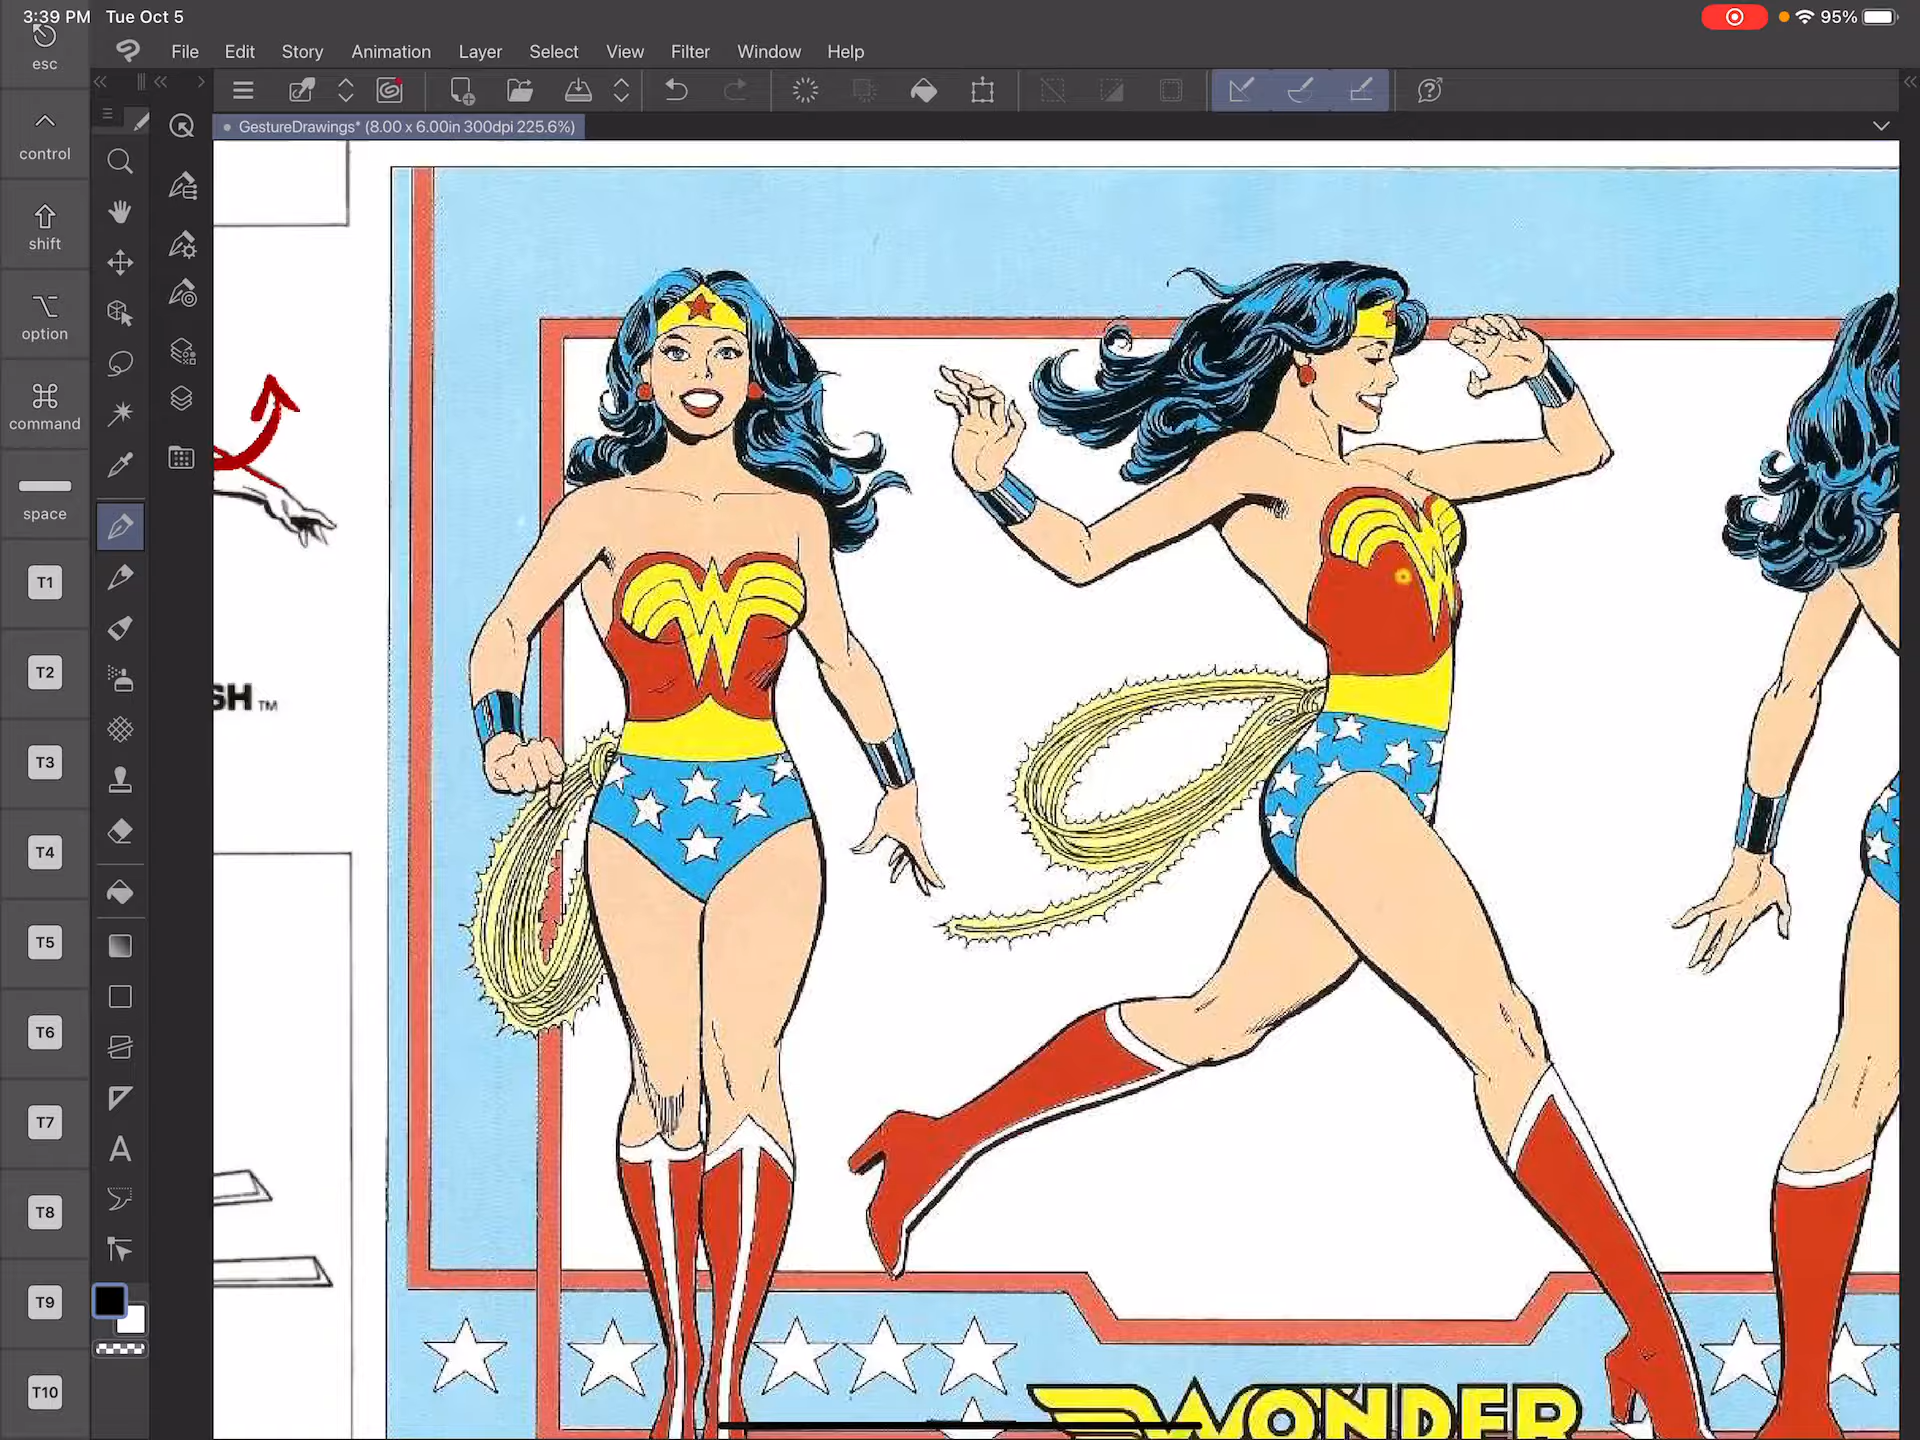 3:39 PM Tue Oct 5
95%
esc
File Edit Story Animation Layer Select View Filter Window Help
GestureDrawings* (8.00 x 6.00in 300dpi 225.6%)
control
shift
option
command
space
T1
T2
SH™
T3
T4
T5
T6
T7
A
T8
T9
T10
WONDER